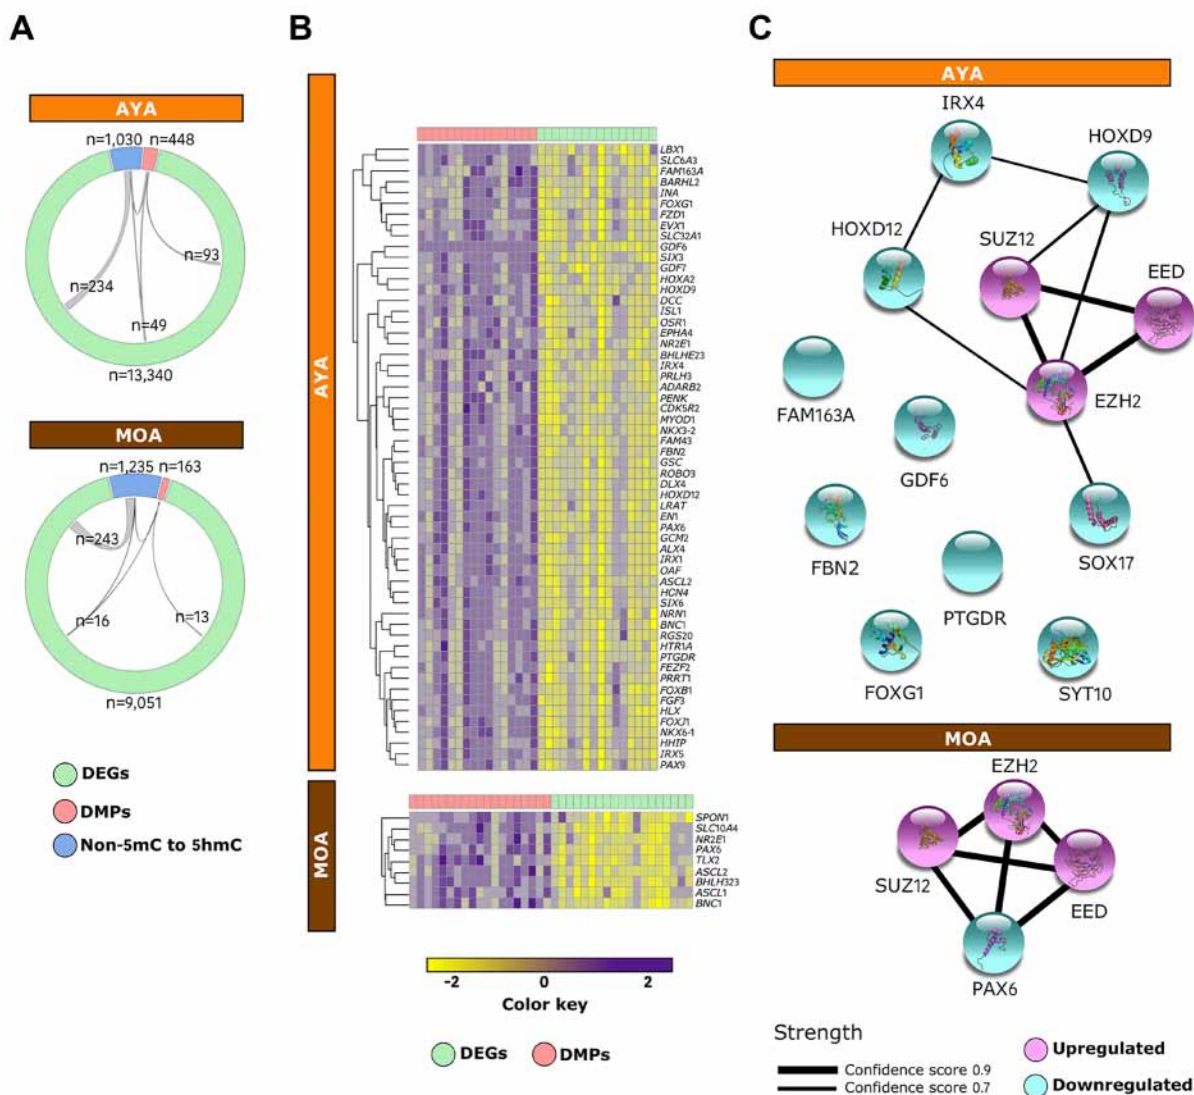 A
AYA
n=1,030
n=448
n=93
n=234
n=49
n=13,340
MOA
n=1,235
n=163
n=243
n=16
n=13
n=9,051
DEGs
DMPs
Non-5mC to 5hmC
B
AYA
LBX1
SLC6A3
FAM163A
BARHL2
INA
FOXG1
FZD1
EVX1
SLC32A1
GDF6
SIX3
GDF7
HOXA2
HOXD9
DCC
ISL1
OSR1
EPHA4
NR2E1
BHLHE23
IRX4
PRLH3
ADARB2
PENK
CDK5R2
MYOD1
NKX3-2
FAM43
FBN2
GSC
ROBO3
DLX4
HOXD12
LRAT
EN1
PAX6
GCM2
ALX4
IRX1
OAF
ASCL2
HCN4
SIX6
NRN1
BNC1
RGS20
HTR1A
PTGDR
FEZF2
PRRT1
FOXB1
FGF3
HLX
FOXJ1
NKX6-1
HHIP
IRX5
PAX9
MOA
SPON1
SLC10A4
NR2E1
PAX6
TLX2
ASCL2
BHLH323
ASCL1
BNC1
-2
0
2
Color key
DEGs
DMPs
C
AYA
IRX4
HOXD9
HOXD12
SUZ12
EED
EZH2
FAM163A
GDF6
FBN2
SOX17
PTGDR
FOXG1
SYT10
MOA
EZH2
SUZ12
EED
PAX6
Strength
Confidence score 0.9
Confidence score 0.7
Upregulated
Downregulated